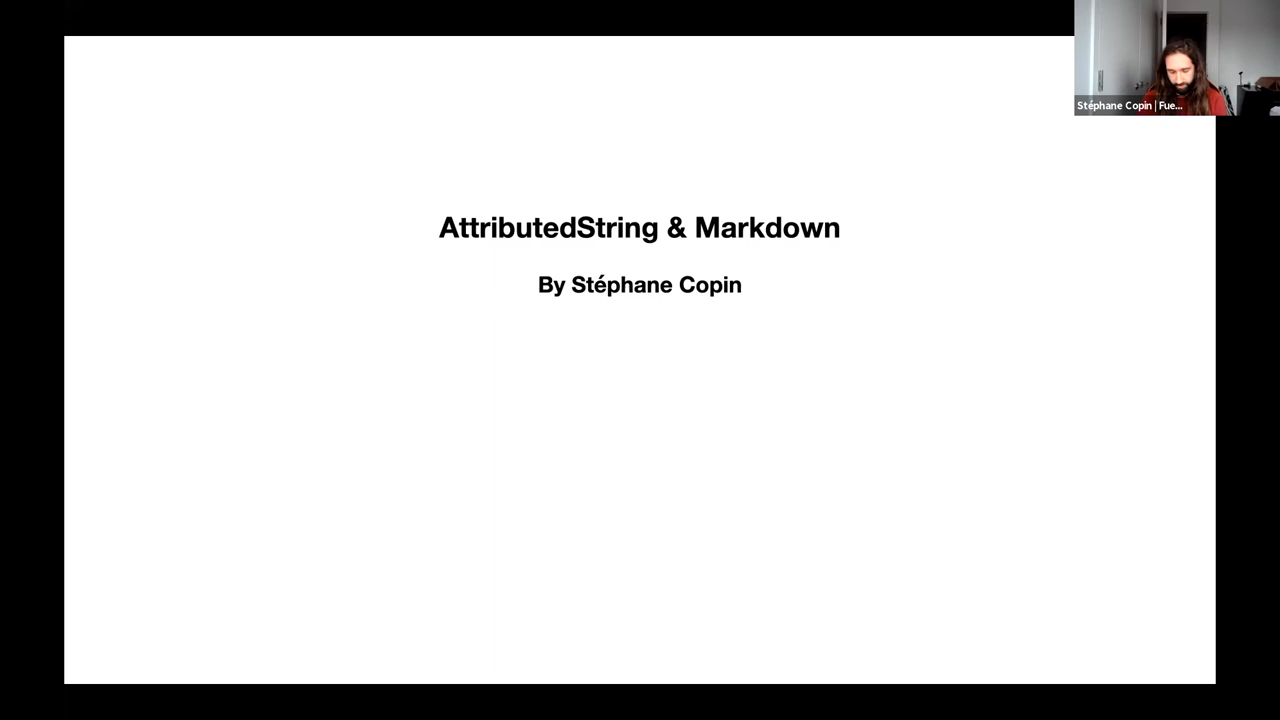 AttributedString & Markdown
By Stéphane Copin
Stéphane Copin | Fue...